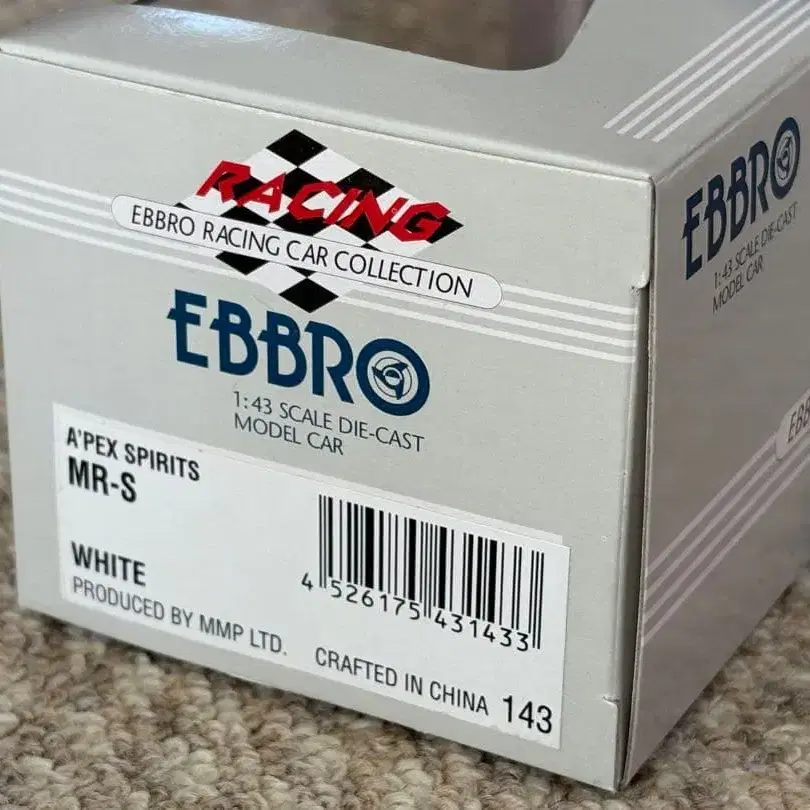 RACING
EBBRO RACING CAR COLLECTION
EBBRO
1:43 SCALE DIE-CAST
MODEL CAR
A'PEX SPIRITS
MR-S
WHITE
4 526175 431433
PRODUCED BY MMP LTD.
CRAFTED IN CHINA 143
EBBRO
1:43 SCALE DIE-CAST
MODEL CAR
EBB